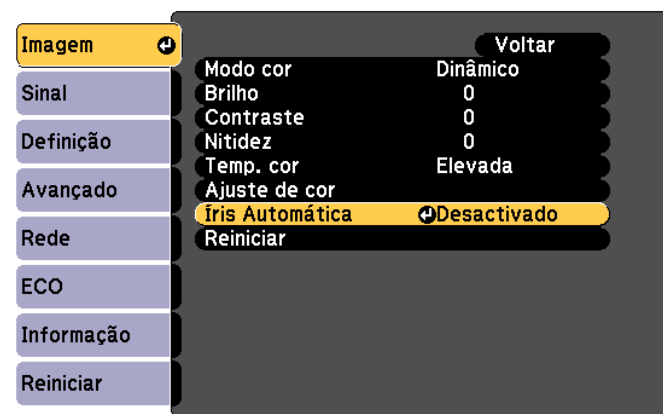 Imagem
Sinal
Definição
Avançado
Rede
ECO
Informação
Reiniciar
Voltar
Modo cor Dinâmico
Brilho 0
Contraste 0
Nitidez 0
Temp. cor Elevada
Ajuste de cor
Íris Automática Desactivado
Reiniciar